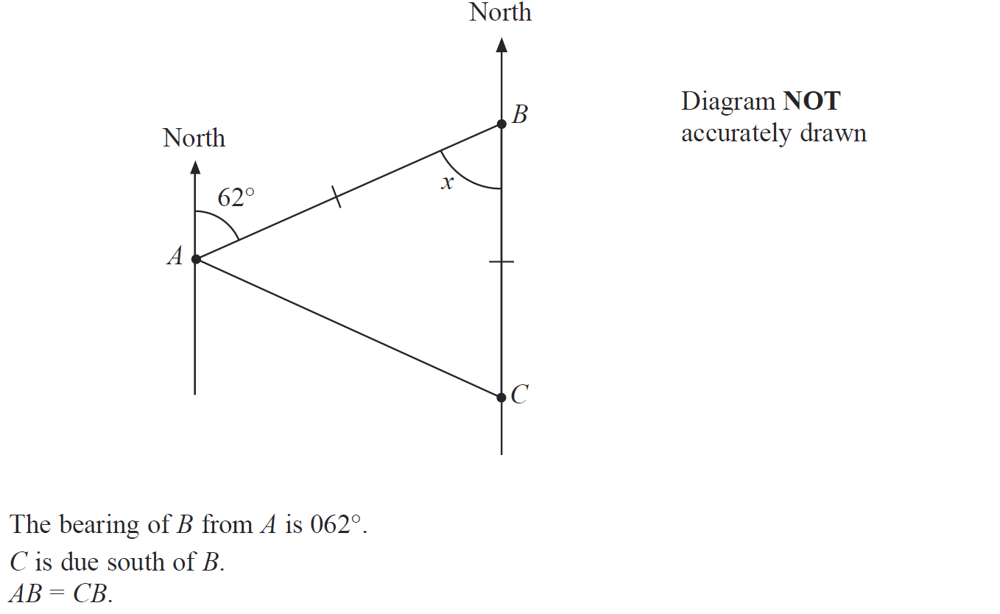 North
B
Diagram NOT
accurately drawn
North
62°
x
A
C
The bearing of B from A is 062°.
C is due south of B.
AB = CB.